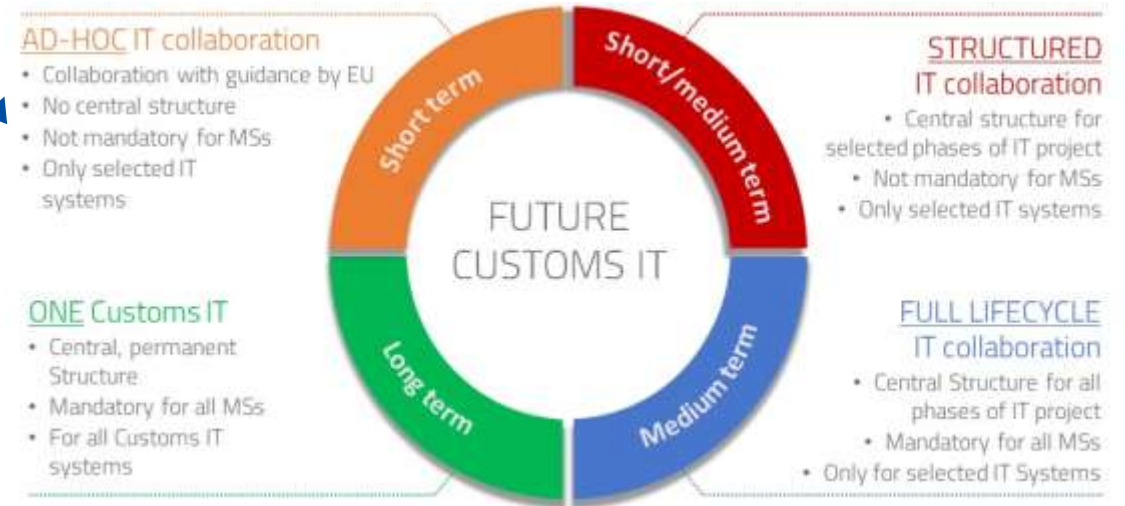 AD-HOC IT collaboration
• Collaboration with guidance by EU
• No central structure
• Not mandatory for MSs
• Only selected IT
systems
Short term
Short/medium term
STRUCTURED
IT collaboration
• Central structure for
selected phases of IT project
• Not mandatory for MSs
• Only selected IT systems
FUTURE
CUSTOMS IT
ONE Customs IT
• Central, permanent
Structure
• Mandatory for all MSs
• For all Customs IT
systems
Long term
Medium term
FULL LIFECYCLE
IT collaboration
• Central Structure for all
phases of IT project
• Mandatory for all MSs
• Only for selected IT Systems